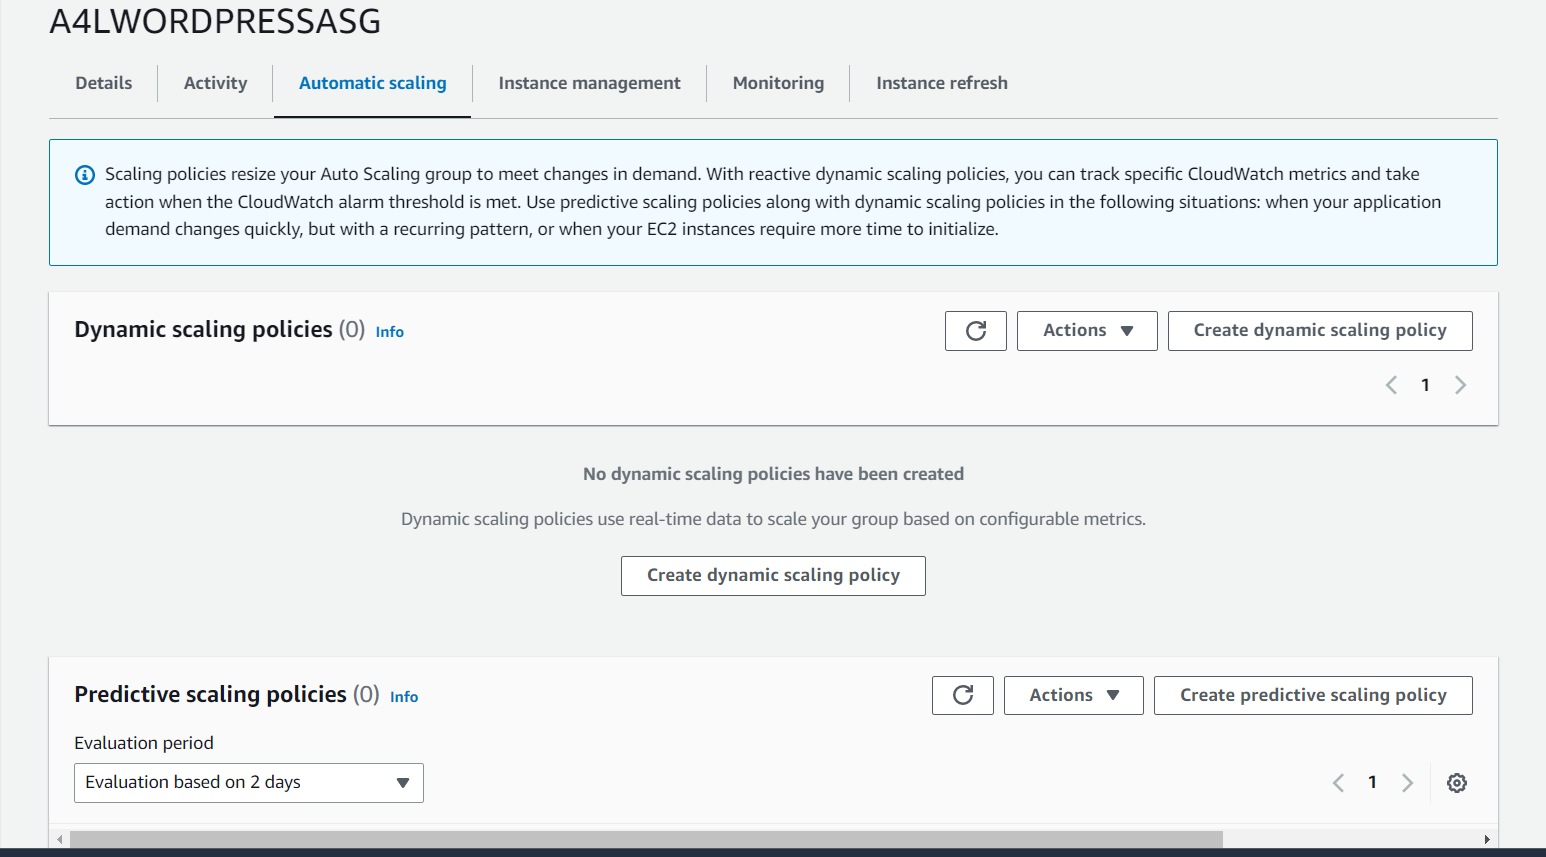 A4LWORDPRESSASG
Details Activity Automatic scaling Instance management Monitoring Instance refresh
Scaling policies resize your Auto Scaling group to meet changes in demand. With reactive dynamic scaling policies, you can track specific CloudWatch metrics and take
action when the CloudWatch alarm threshold is met. Use predictive scaling policies along with dynamic scaling policies in the following situations: when your application
demand changes quickly, but with a recurring pattern, or when your EC2 instances require more time to initialize.
Dynamic scaling policies (0) Info Actions Create dynamic scaling policy
1
No dynamic scaling policies have been created
Dynamic scaling policies use real-time data to scale your group based on configurable metrics.
Create dynamic scaling policy
Predictive scaling policies (0) Info Actions Create predictive scaling policy
Evaluation period
Evaluation based on 2 days 1